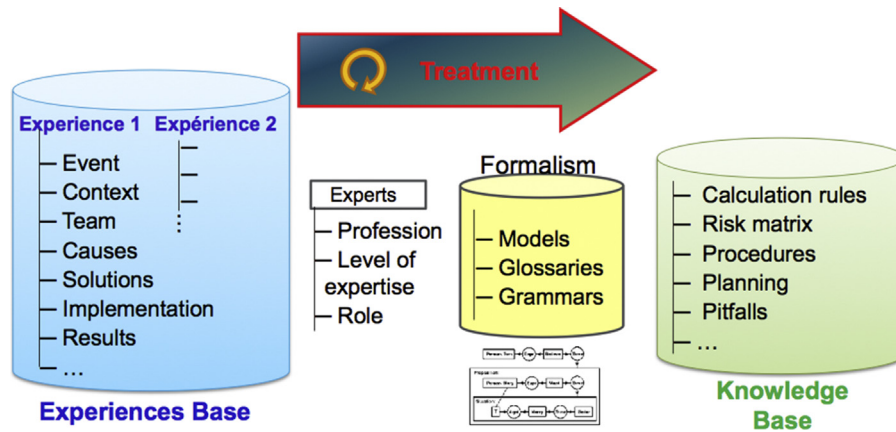 Treatment
Experience 1
Expérience 2
Event
Context
Team
Causes
Solutions
Implementation
Results
...
Experiences Base
Experts
Profession
Level of
expertise
Role
Formalism
Models
Glossaries
Grammars
Calculation rules
Risk matrix
Procedures
Planning
Pitfalls
...
Knowledge
Base